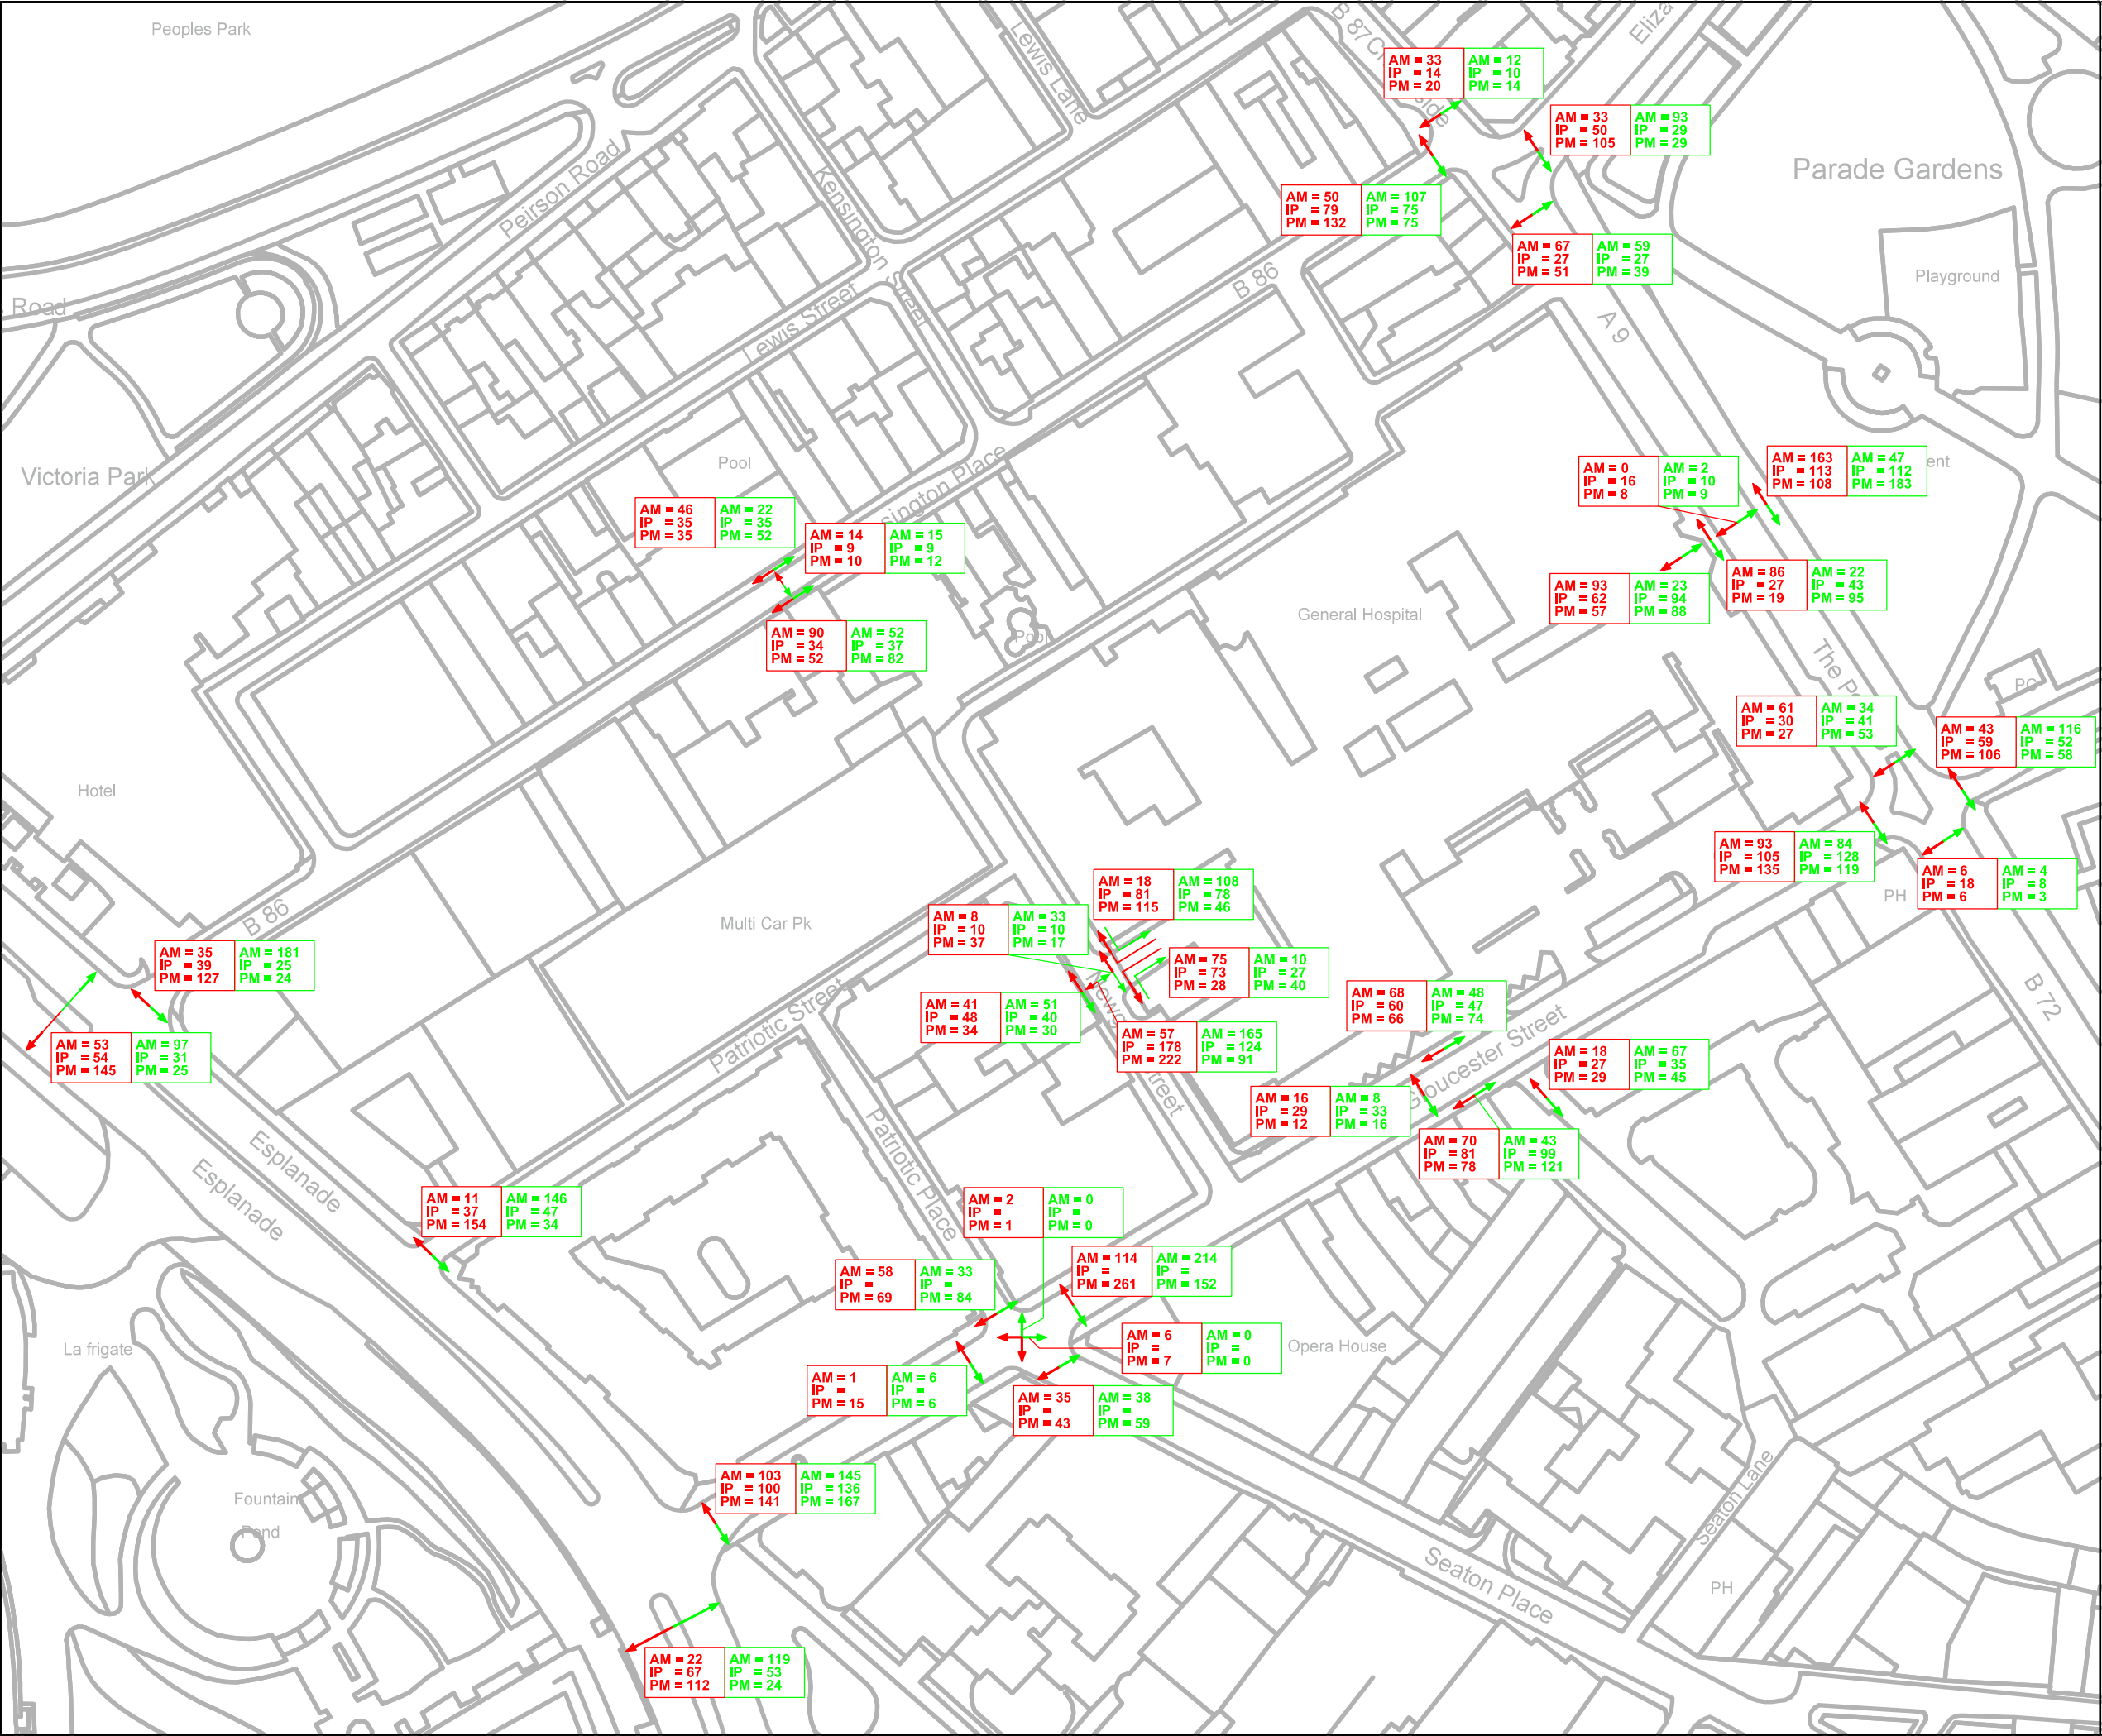 Peoples Park
Lewis Lane
AM = 33 AM = 12
IP = 14 IP = 10
PM = 20 PM = 14
AM = 33 AM = 93
IP = 50 IP = 29
PM = 105 PM = 29
Parade Gardens
Peirson Road
Kensington Street
AM = 50 AM = 107
IP = 79 IP = 75
PM = 132 PM = 75
AM = 67 AM = 59
IP = 27 IP = 27
PM = 51 PM = 39
Playground
B 86
Road
Lewis Street
A 9
Victoria Park
Pool
AM = 0 AM = 2
IP = 16 IP = 10
PM = 8 PM = 9
AM = 163 AM = 47
IP = 113 IP = 112
PM = 108 PM = 183
AM = 46 AM = 22
IP = 35 IP = 35
PM = 35 PM = 52
sington Place
AM = 14 AM = 15
IP = 9 IP = 9
PM = 10 PM = 12
AM = 93 AM = 23
IP = 62 IP = 94
PM = 57 PM = 88
AM = 86 AM = 22
IP = 27 IP = 43
PM = 19 PM = 95
General Hospital
AM = 90 AM = 52
IP = 34 IP = 37
PM = 52 PM = 82
Pool
AM = 61 AM = 34
IP = 30 IP = 41
PM = 27 PM = 53
AM = 43 AM = 116
IP = 59 IP = 52
PM = 106 PM = 58
Hotel
AM = 93 AM = 84
IP = 105 IP = 128
PM = 135 PM = 119
AM = 6 AM = 4
IP = 18 IP = 8
PM = 6 PM = 3
PH
B 86
Multi Car Pk
AM = 18 AM = 108
IP = 81 IP = 78
PM = 115 PM = 46
AM = 8 AM = 33
IP = 10 IP = 10
PM = 37 PM = 17
AM = 35 AM = 181
IP = 39 IP = 25
PM = 127 PM = 24
AM = 75 AM = 10
IP = 73 IP = 27
PM = 28 PM = 40
AM = 41 AM = 51
IP = 48 IP = 40
PM = 34 PM = 30
AM = 68 AM = 48
IP = 60 IP = 47
PM = 66 PM = 74
B 72
Patriotic Street
AM = 57 AM = 165
IP = 178 IP = 124
PM = 222 PM = 91
AM = 53 AM = 97
IP = 54 IP = 31
PM = 145 PM = 25
Gloucester Street
AM = 18 AM = 67
IP = 27 IP = 35
PM = 29 PM = 45
AM = 16 AM = 8
IP = 29 IP = 33
PM = 12 PM = 16
AM = 70 AM = 43
IP = 81 IP = 99
PM = 78 PM = 121
Esplanade
Esplanade
Patriotic Place
AM = 11 AM = 146
IP = 37 IP = 47
PM = 154 PM = 34
AM = 2 AM = 0
IP = IP =
PM = 1 PM = 0
AM = 58 AM = 33
IP = IP =
PM = 69 PM = 84
AM = 114 AM = 214
IP = IP =
PM = 261 PM = 152
La frigate
AM = 6 AM = 0
IP = IP =
PM = 7 PM = 0
Opera House
AM = 1 AM = 6
IP = IP =
PM = 15 PM = 6
AM = 35 AM = 38
IP = IP =
PM = 43 PM = 59
AM = 103 AM = 145
IP = 100 IP = 136
PM = 141 PM = 167
Fountain
Pond
Seaton Lane
Seaton Place
PH
AM = 22 AM = 119
IP = 67 IP = 53
PM = 112 PM = 24